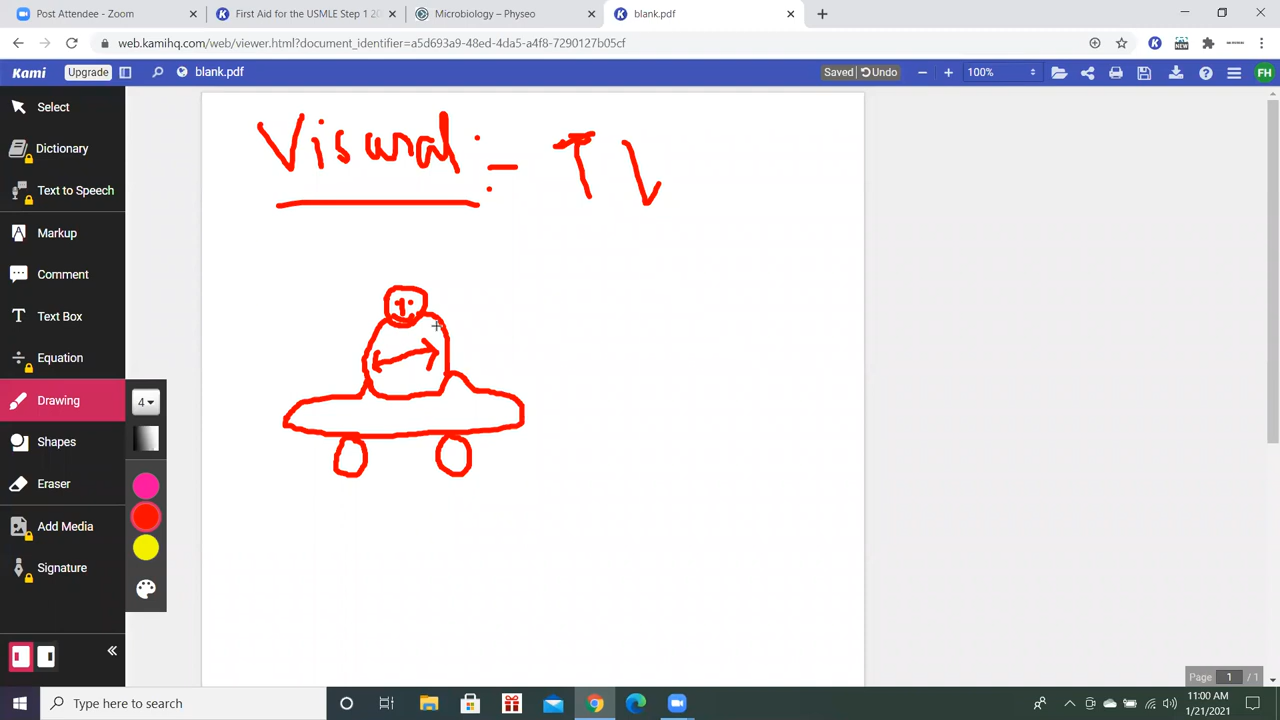 Post Attendee - Zoom
First Aid for the USMLE Step 1 20
Microbiology – Physeo
blank.pdf
web.kamihq.com/web/viewer.html?document_identifier=a5d693a9-48ed-4da5-a4f8-7290127b05cf
NEW
Kami
Upgrade
blank.pdf
Saved
Undo
100%
FH
Select
Dictionary
Text to Speech
Markup
Comment
Text Box
Equation
Drawing
Shapes
Eraser
Add Media
Signature
4
Visual :- ↑ ↓
Page 1 / 1
Type here to search
11:00 AM
1/21/2021